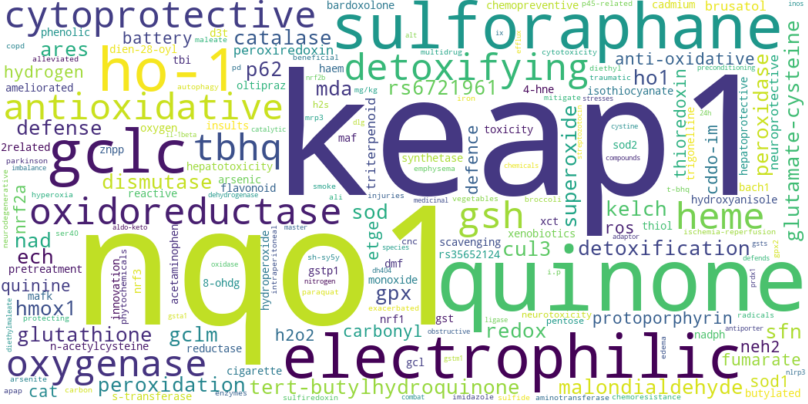 cytoprotective
sulforaphane
bardoxolone
chemopreventive
p45-related
cadmium
brusatol
inos
phenolic
d3t
maleate
battery
catalase
ares
dien-28-oyl
peroxiredoxin
alt
multidrug
cytotoxicity
ix
diethyl
traumatic
preconditioning
anti-oxidative
copd
alleviated
ho-1
tbi
pd
beneficial
nrf2b
haem
detoxifying
hydrogen
ameliorated
p62
oltipraz
autophagy
h2s
mda
mg/kg
rs6721961
iron
4-hne
mitigate
stresses
ho1
isothiocyanate
24h
antioxidative
insults
mrp3
dlg
cystine
thioredoxin
trigonelline
hepatoprotective
peroxidase
neuroprotective
glutamate-cysteine
defense
oxygen
catalytic
maf
triterpenoid
defence
toxicity
superoxide
sod2
compounds
keap1
2related
znpp
tbhq
synthetase
chemicals
cddo-im
t-bhq
gclc
parkinson
imbalance
hepatotoxicity
arsenic
emphysema
bach1
dismutase
flavonoid
smoke
dehydrogenase
injuries
vegetables
broccoli
hydroxyanisole
neurodegenerative
nrf2a
hyperoxia
reactive
ali
medicinal
xct
kelch
ischemia-reperfusion
oxidoreductase
sod
etge
gsh
ros
thiol
heme
ser40
aldo-keto
master
cnc
scavenging
xenobiotics
adaptor
nad
acetaminophen
hydroperoxide
intraperitoneal
species
rs35652124
cul3
detoxification
gsts
gpx2
ech
innovation
phytochemicals
oxidase
sh-sy5y
dmf
dh404
i.p
defends
prdx1
pretreatment
nrf3
nqo1
gstp1
nitrogen
monoxide
quinone
quinine
8-ohdg
paraquat
gpx
radicals
mafk
protecting
hmox1
gsta1
exacerbated
nrf1
gst
neurotoxicity
protoporphyrin
diethylmaleate
glutathione
gclm
h2o2
carbonyl
obstructive
redox
ligase
pentose
nadph
antiporter
sfn
n-acetylcysteine
reductase
gcl
gstm1
electrophilic
edema
neh2
fumarate
nlrp3
oxygenase
cigarette
arsenite
apap
cat
peroxidation
carbon
s-transferase
enzymes
tert-butylhydroquinone
sulfiredoxin
combat
aminotransferase
imidazole
sulfide
malondialdehyde
chemoresistance
sod1
butylated